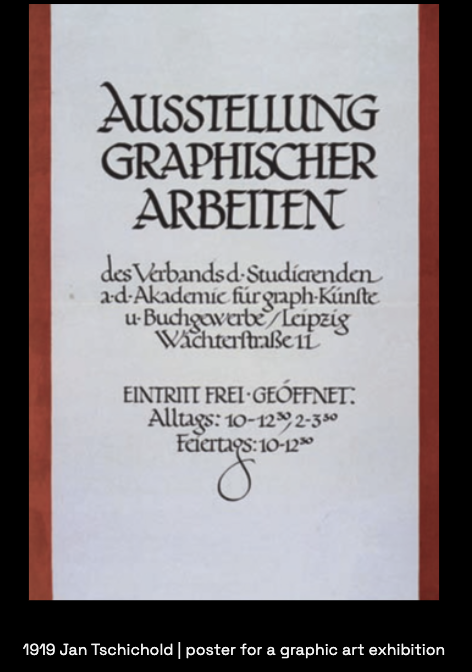 AUSSTELLUNG
GRAPHISCHER
ARBEITEN
des Verbands d·Studierenden
a·d·Akademie für graph·Künſte
u·Buchgewerbe/Leipzig
Wächterſtraße 11
EINTRITT FREI·GEÖFFNET:
Alltags: 10-12³⁰, 2-3³⁰
Feiertags: 10-12³⁰
1919 Jan Tschichold | poster for a graphic art exhibition